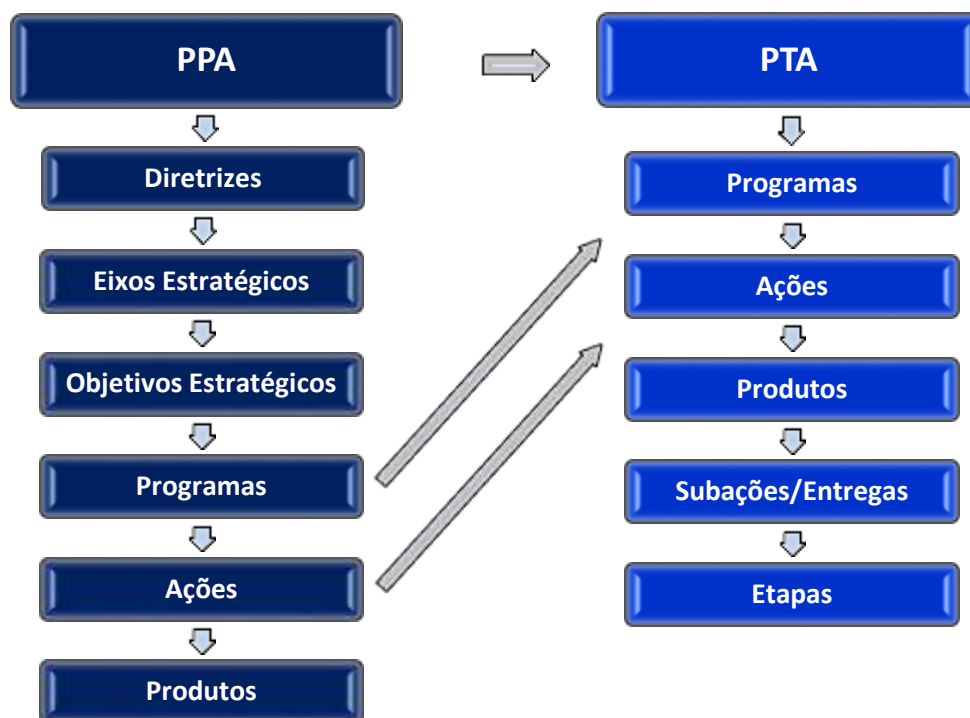 PPA
Diretrizes
Eixos Estratégicos
Objetivos Estratégicos
Programas
Ações
Produtos
PTA
Programas
Ações
Produtos
Subações/Entregas
Etapas